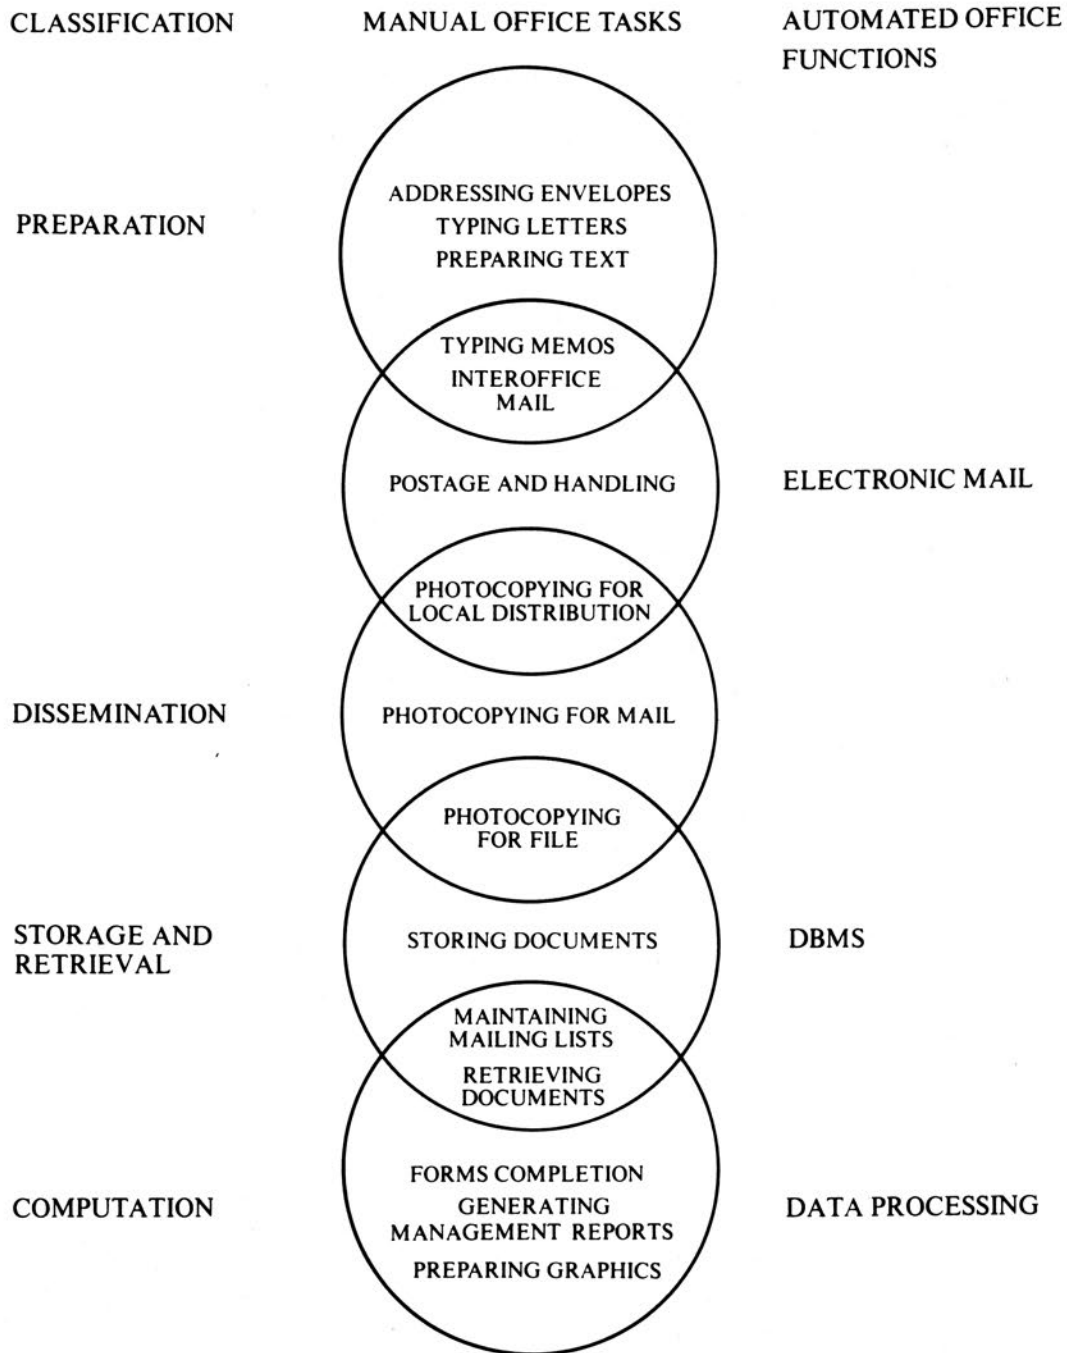 CLASSIFICATION
MANUAL OFFICE TASKS
AUTOMATED OFFICE
FUNCTIONS
PREPARATION
ADDRESSING ENVELOPES
TYPING LETTERS
PREPARING TEXT
TYPING MEMOS
INTEROFFICE
MAIL
POSTAGE AND HANDLING
ELECTRONIC MAIL
PHOTOCOPYING FOR
LOCAL DISTRIBUTION
DISSEMINATION
PHOTOCOPYING FOR MAIL
PHOTOCOPYING
FOR FILE
STORAGE AND
RETRIEVAL
STORING DOCUMENTS
DBMS
MAINTAINING
MAILING LISTS
RETRIEVING
DOCUMENTS
COMPUTATION
FORMS COMPLETION
GENERATING
MANAGEMENT REPORTS
PREPARING GRAPHICS
DATA PROCESSING